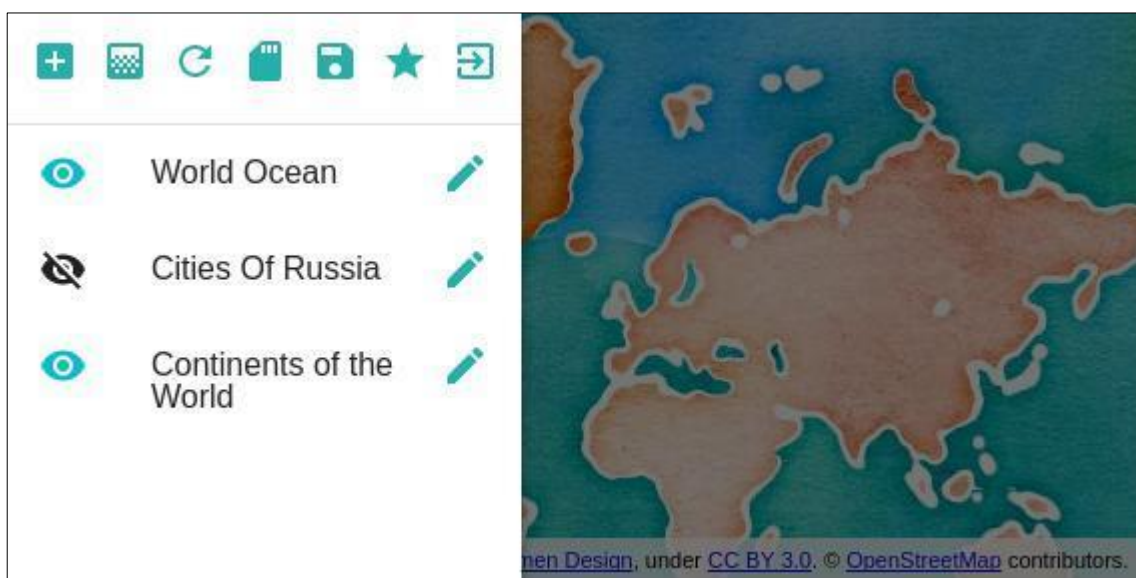 World Ocean
Cities Of Russia
Continents of the
World
men Design, under CC BY 3.0. © OpenStreetMap contributors.